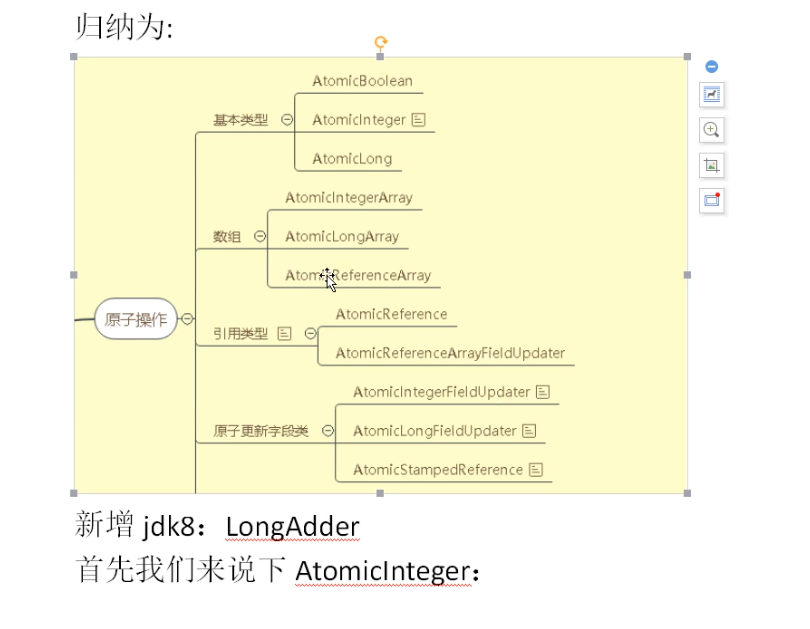 归纳为:
AtomicBoolean
基本类型
AtomicInteger
AtomicLong
AtomicIntegerArray
数组
AtomicLongArray
AtomicReferenceArray
原子操作
AtomicReference
引用类型
AtomicReferenceArrayFieldUpdater
AtomicIntegerFieldUpdater
原子更新字段类
AtomicLongFieldUpdater
AtomicStampedReference
新增 jdk8：LongAdder
首先我们来说下 AtomicInteger：